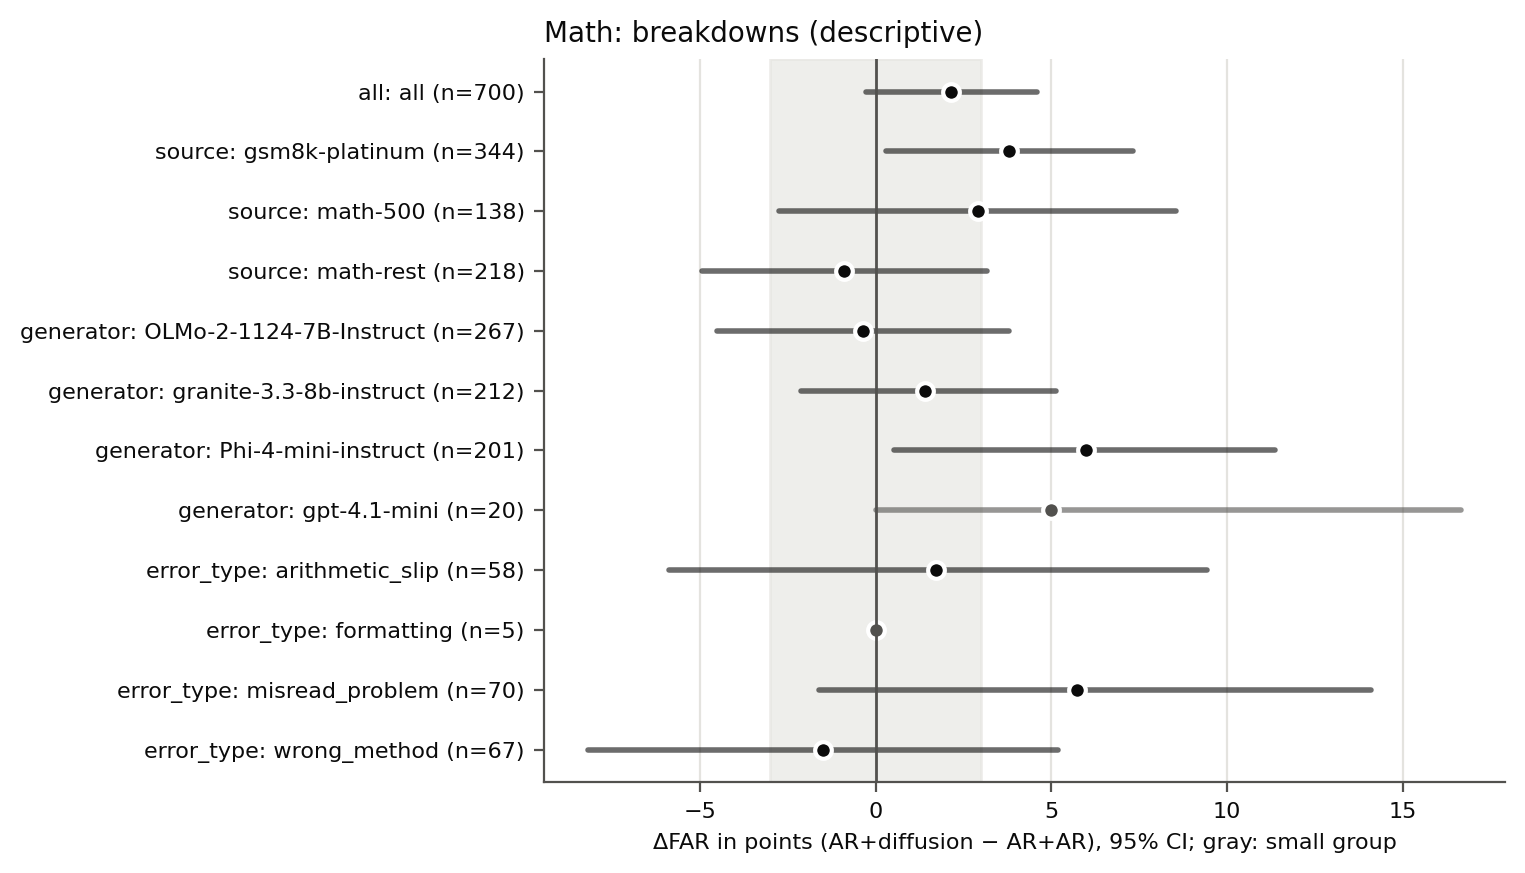 Math: breakdowns (descriptive)
all: all (n=700)
source: gsm8k-platinum (n=344)
source: math-500 (n=138)
source: math-rest (n=218)
generator: OLMo-2-1124-7B-Instruct (n=267)
generator: granite-3.3-8b-instruct (n=212)
generator: Phi-4-mini-instruct (n=201)
generator: gpt-4.1-mini (n=20)
error_type: arithmetic_slip (n=58)
error_type: formatting (n=5)
error_type: misread_problem (n=70)
error_type: wrong_method (n=67)
−5 0 5 10 15
ΔFAR in points (AR+diffusion − AR+AR), 95% CI; gray: small group